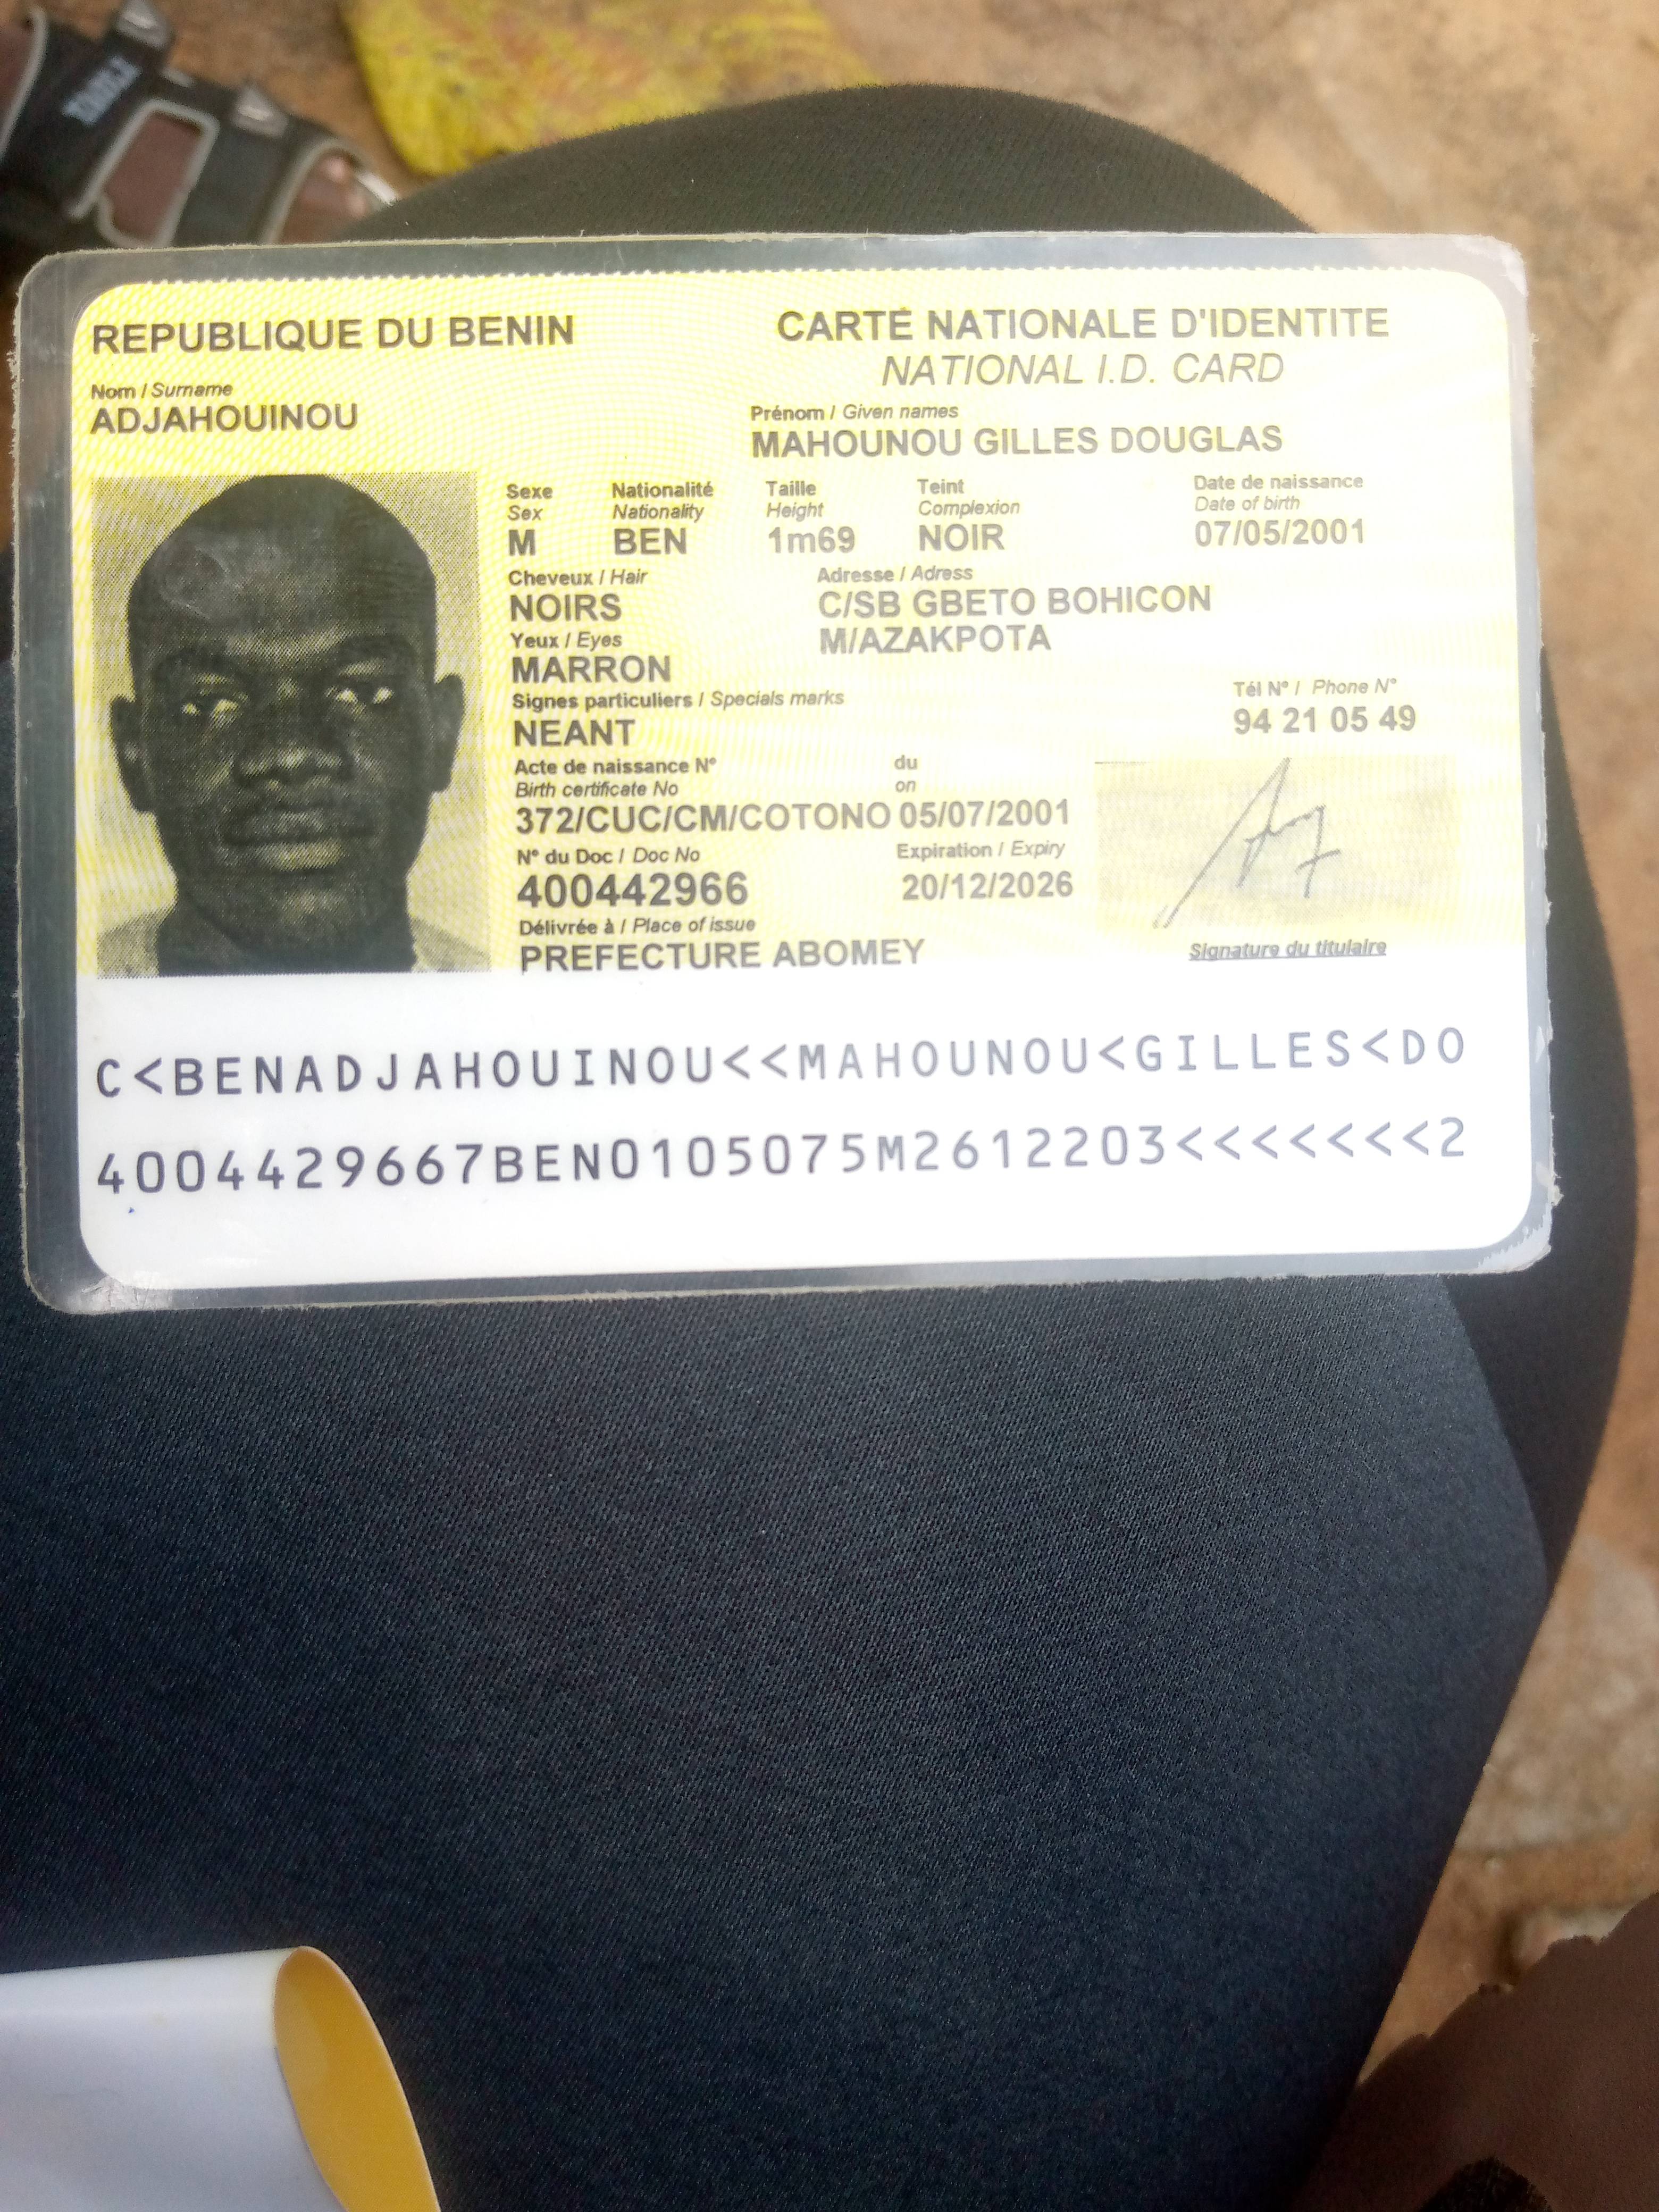 REPUBLIQUE DU BENIN
CARTE NATIONALE D'IDENTITE
NATIONAL I.D. CARD
Nom / Surname
ADJAHOUINOU
Prénom / Given names
MAHOUNOU GILLES DOUGLAS
Sexe Nationalité Taille Teint Date de naissance
Sex Nationality Height Complexion Date of birth
M BEN 1m69 NOIR 07/05/2001
Cheveux / Hair Adresse / Adress
NOIRS C/SB GBETO BOHICON
Yeux / Eyes M/AZAKPOTA
MARRON
Signes particuliers / Specials marks Tél N° / Phone N°
NEANT 94 21 05 49
Acte de naissance N° du
Birth certificate No on
372/CUC/CM/COTONO 05/07/2001
N° du Doc / Doc No Expiration / Expiry
400442966 20/12/2026
Délivrée à / Place of issue
PREFECTURE ABOMEY
Signature du titulaire
C<BENADJAHOUINOU<<MAHOUNOU<GILLES<DO
4004429667BEN0105075M2612203<<<<<<<2